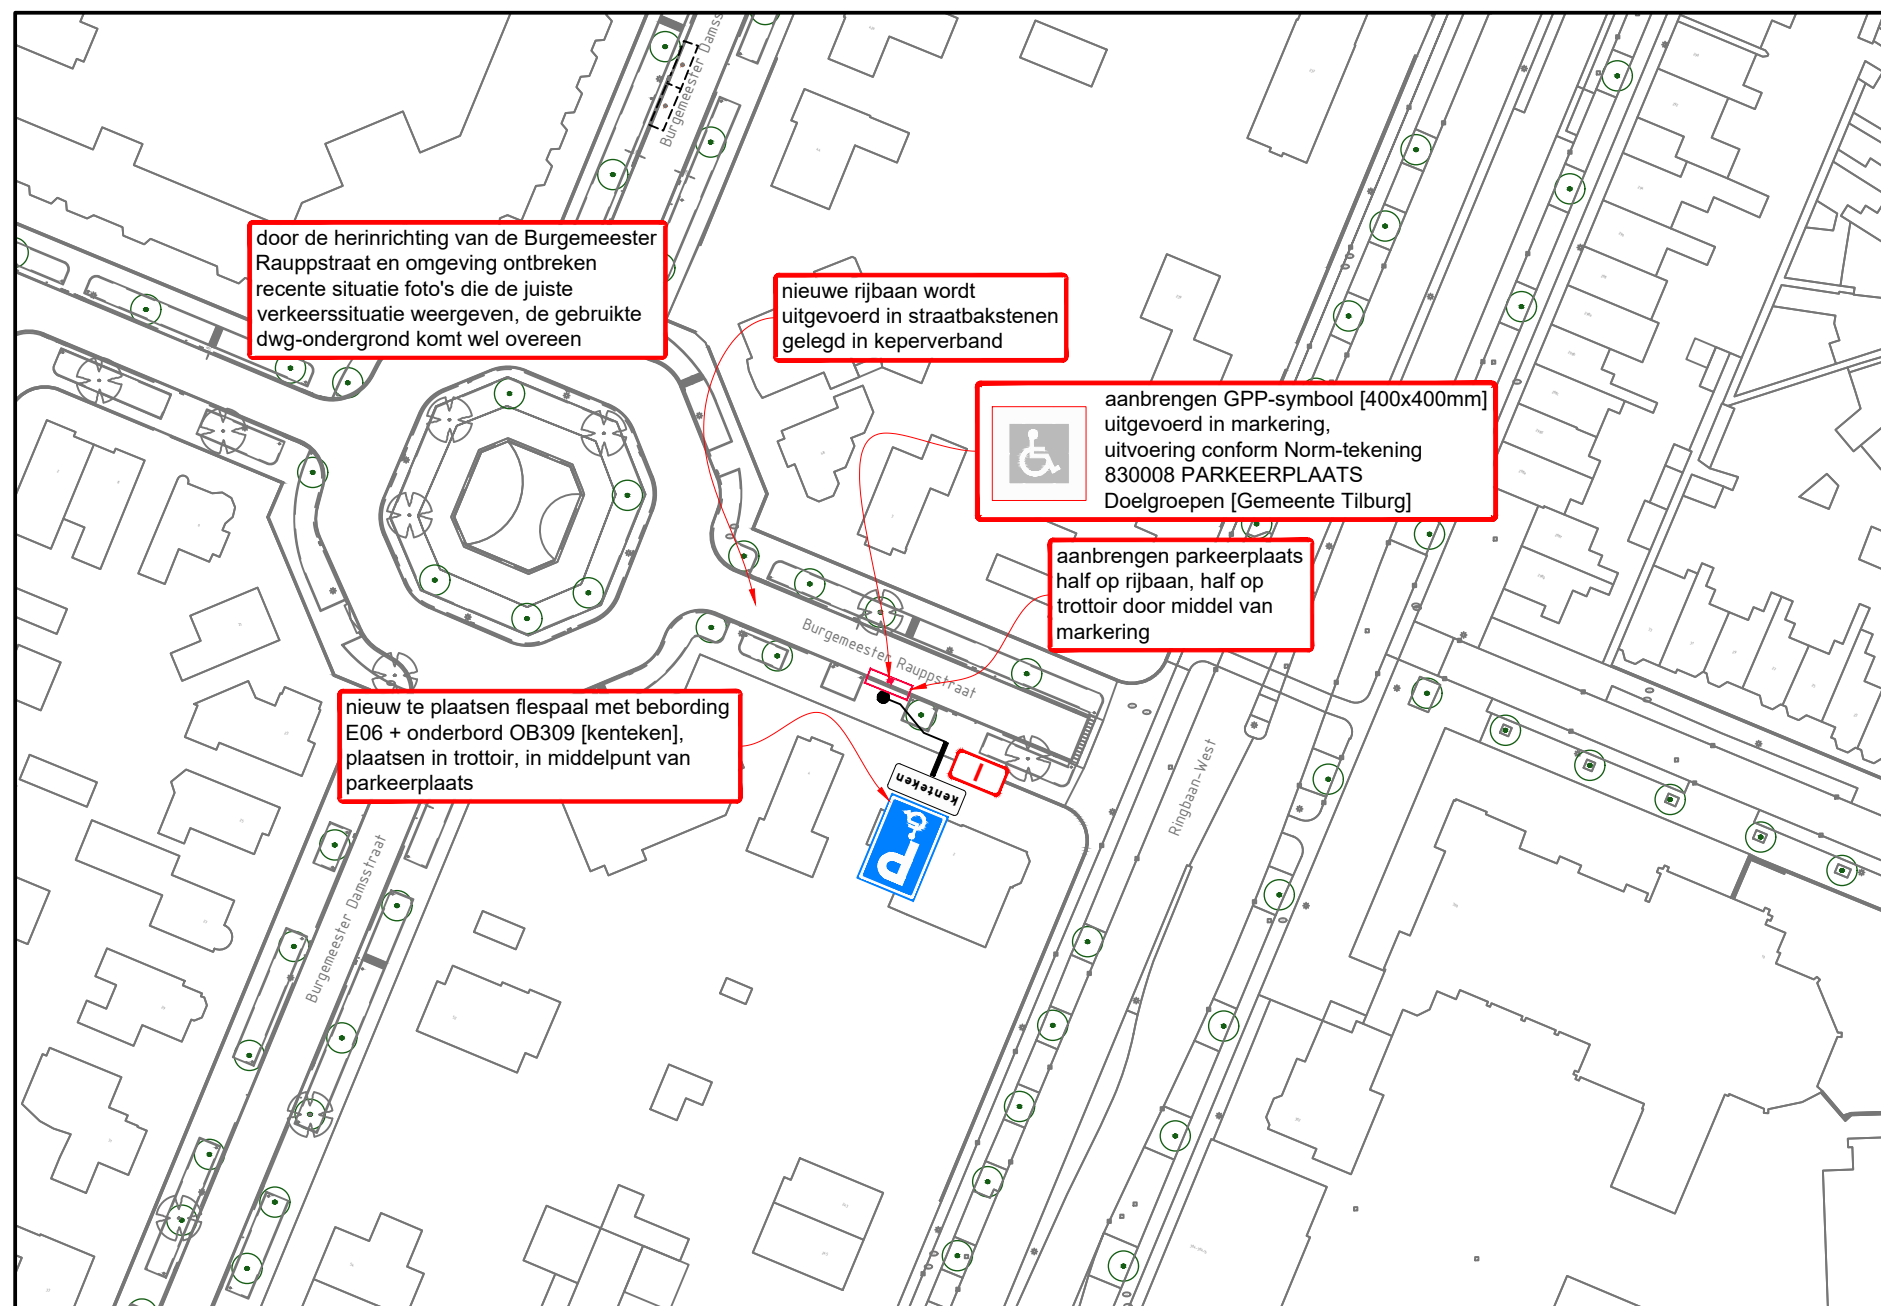 Burgemeester Damss
door de herinrichting van de Burgemeester
Rauppstraat en omgeving ontbreken
recente situatie foto's die de juiste
verkeerssituatie weergeven, de gebruikte
dwg-ondergrond komt wel overeen
nieuwe rijbaan wordt
uitgevoerd in straatbakstenen
gelegd in keperverband
aanbrengen GPP-symbool [400x400mm]
uitgevoerd in markering,
uitvoering conform Norm-tekening
830008 PARKEERPLAATS
Doelgroepen [Gemeente Tilburg]
aanbrengen parkeerplaats
half op rijbaan, half op
trottoir door middel van
markering
Burgemeester Rauppstraat
nieuw te plaatsen flespaal met bebording
E06 + onderbord OB309 [kenteken],
plaatsen in trottoir, in middelpunt van
parkeerplaats
kenteken
1
P
Ringbaan-West
Burgemeester Damsstraat